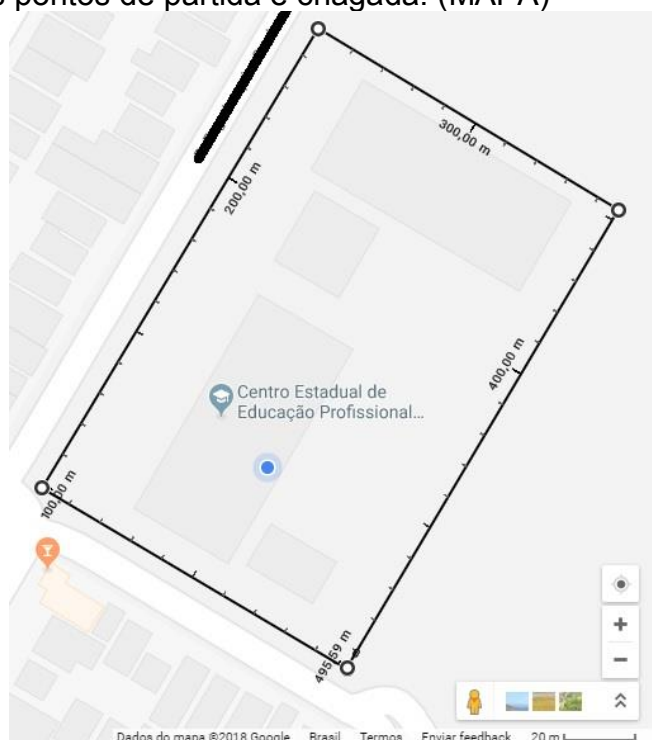 s pontos de partida e chagada. (MAPA)
300,00 m
200,00 m
400,00 m
Centro Estadual de
Educação Profissional...
100,00 m
495,59 m
Dados do mapa ©2018 Google Brasil Termos Enviar feedback 20 m